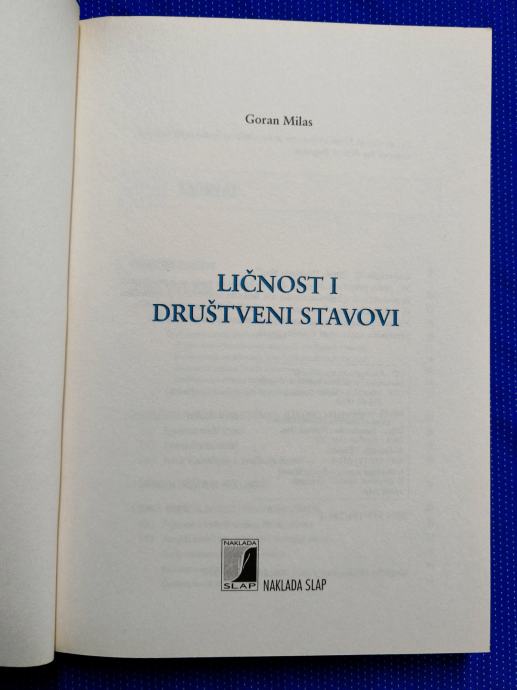 Goran Milas
LIČNOST I
DRUŠTVENI STAVOVI
NAKLADA
SLAP
NAKLADA SLAP